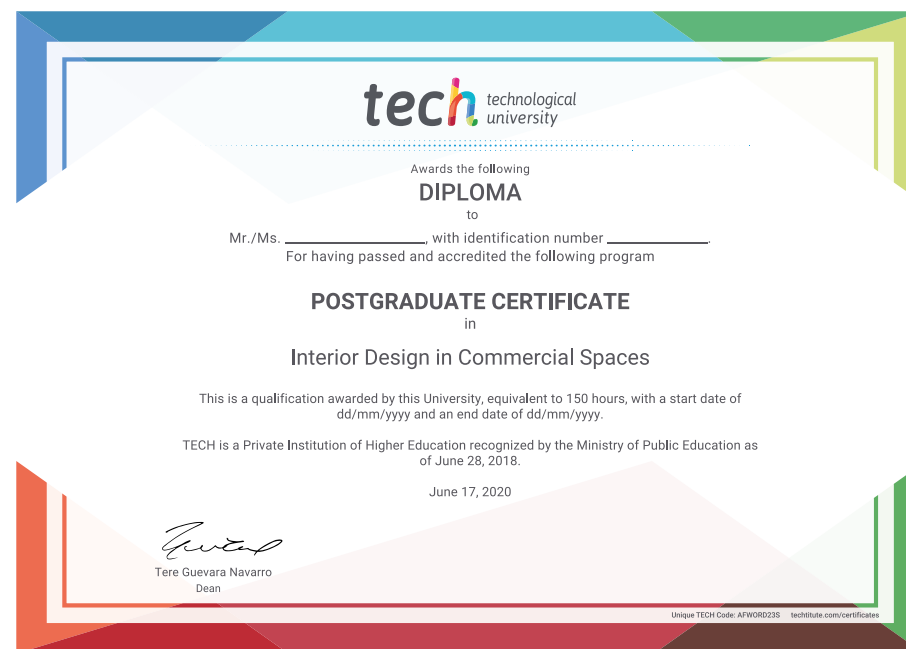 tech technological
university
Awards the following
DIPLOMA
to
Mr./Ms. ____________, with identification number ____________.
For having passed and accredited the following program
POSTGRADUATE CERTIFICATE
in
Interior Design in Commercial Spaces
This is a qualification awarded by this University, equivalent to 150 hours, with a start date of
dd/mm/yyyy and an end date of dd/mm/yyyy.
TECH is a Private Institution of Higher Education recognized by the Ministry of Public Education as
of June 28, 2018.
June 17, 2020
Tere Guevara Navarro
Dean
Unique TECH Code: AFWORD23S techtitute.com/certificates